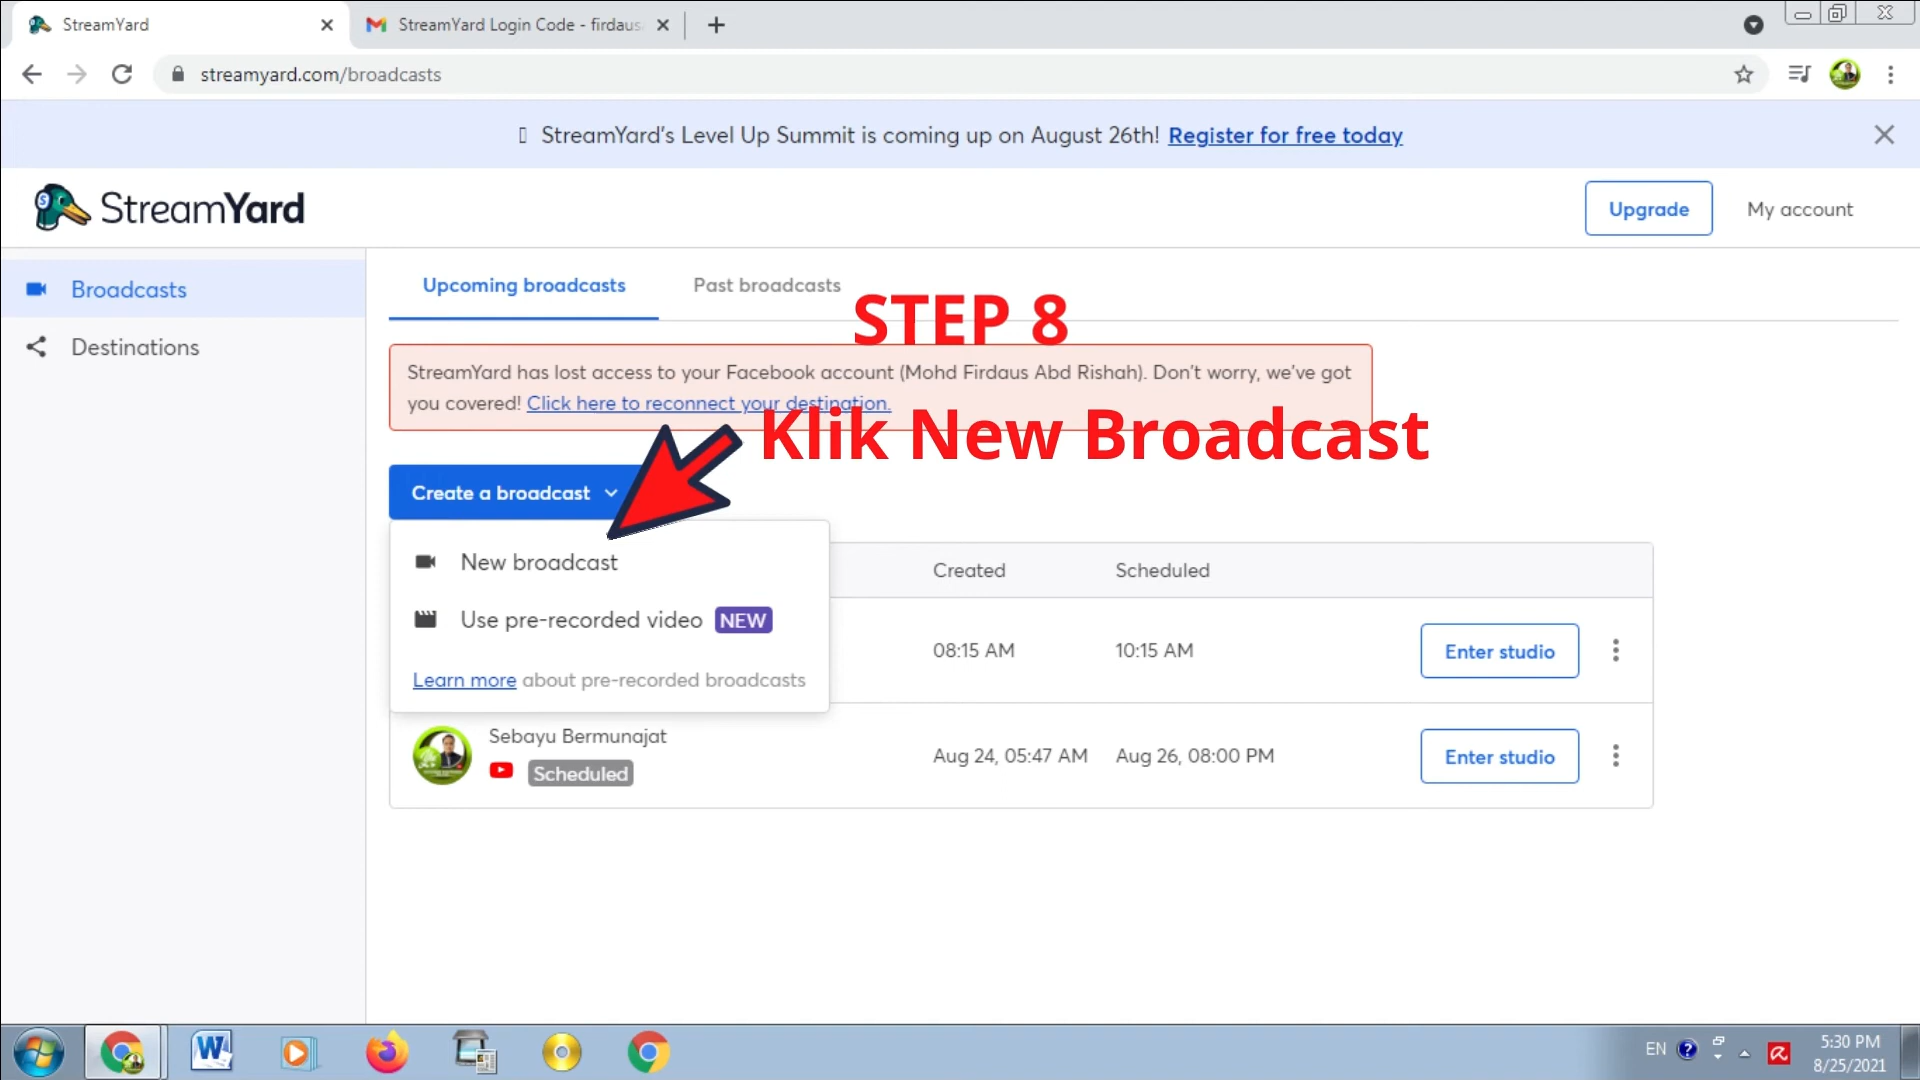 StreamYard
StreamYard Login Code - firdaus
streamyard.com/broadcasts
StreamYard's Level Up Summit is coming up on August 26th! Register for free today
StreamYard
Upgrade
My account
Broadcasts
Destinations
Upcoming broadcasts
Past broadcasts
STEP 8
StreamYard has lost access to your Facebook account (Mohd Firdaus Abd Rishah). Don't worry, we've got
you covered! Click here to reconnect your destination.
Klik New Broadcast
Create a broadcast
New broadcast
Use pre-recorded video NEW
Learn more about pre-recorded broadcasts
Created
Scheduled
08:15 AM
10:15 AM
Enter studio
Sebayu Bermunajat
Scheduled
Aug 24, 05:47 AM
Aug 26, 08:00 PM
Enter studio
EN
5:30 PM
8/25/2021